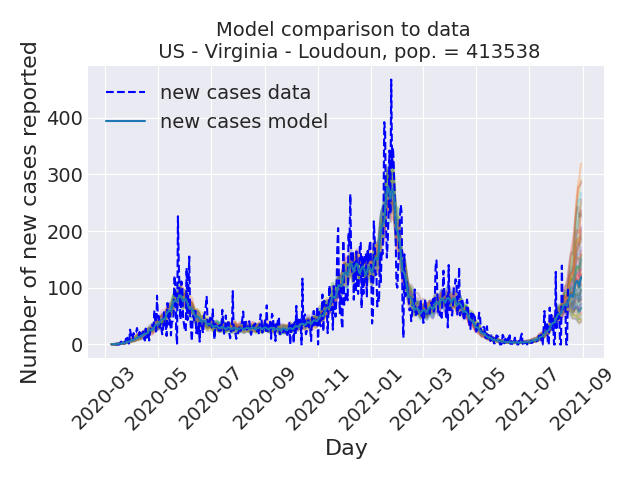 Model comparison to data
US - Virginia - Loudoun, pop. = 413538
Number of new cases reported
new cases data
new cases model
400
300
200
100
0
2020-03
2020-05
2020-07
2020-09
2020-11
2021-01
2021-03
2021-05
2021-07
2021-09
Day